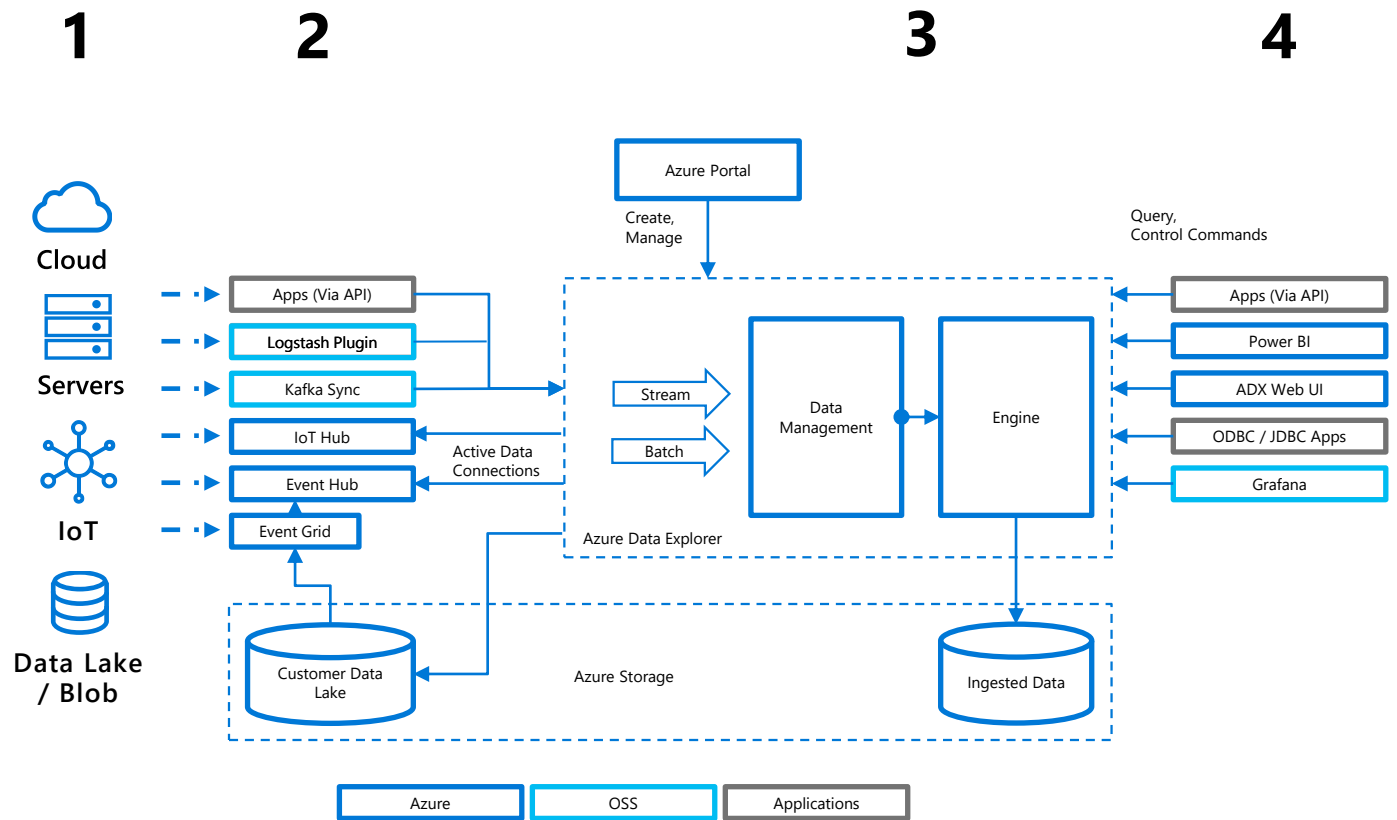 1
2
3
4
Azure Portal
Create,
Manage
Query,
Control Commands
Cloud
Servers
IoT
Data Lake
/ Blob
Apps (Via API)
Logstash Plugin
Kafka Sync
IoT Hub
Event Hub
Event Grid
Active Data
Connections
Stream
Batch
Data
Management
Engine
Azure Data Explorer
Apps (Via API)
Power BI
ADX Web UI
ODBC / JDBC Apps
Grafana
Customer Data
Lake
Azure Storage
Ingested Data
Azure
OSS
Applications